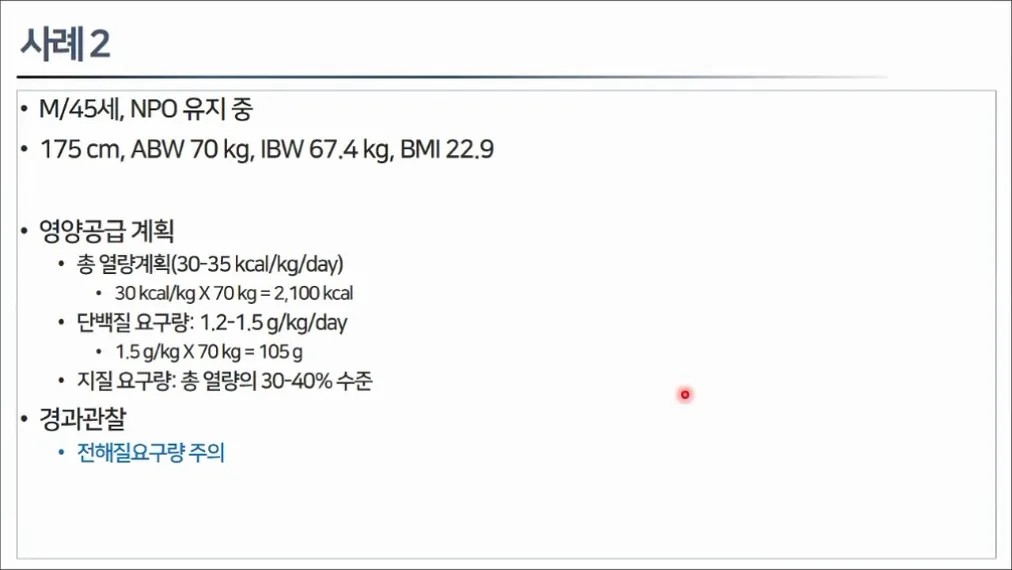 사례 2
• M/45세, NPO 유지 중
• 175 cm, ABW 70 kg, IBW 67.4 kg, BMI 22.9
• 영양공급 계획
• 총 열량계획(30-35 kcal/kg/day)
• 30 kcal/kg X 70 kg = 2,100 kcal
• 단백질 요구량: 1.2-1.5 g/kg/day
• 1.5 g/kg X 70 kg = 105 g
• 지질 요구량: 총 열량의 30-40% 수준
• 경과관찰
• 전해질요구량 주의